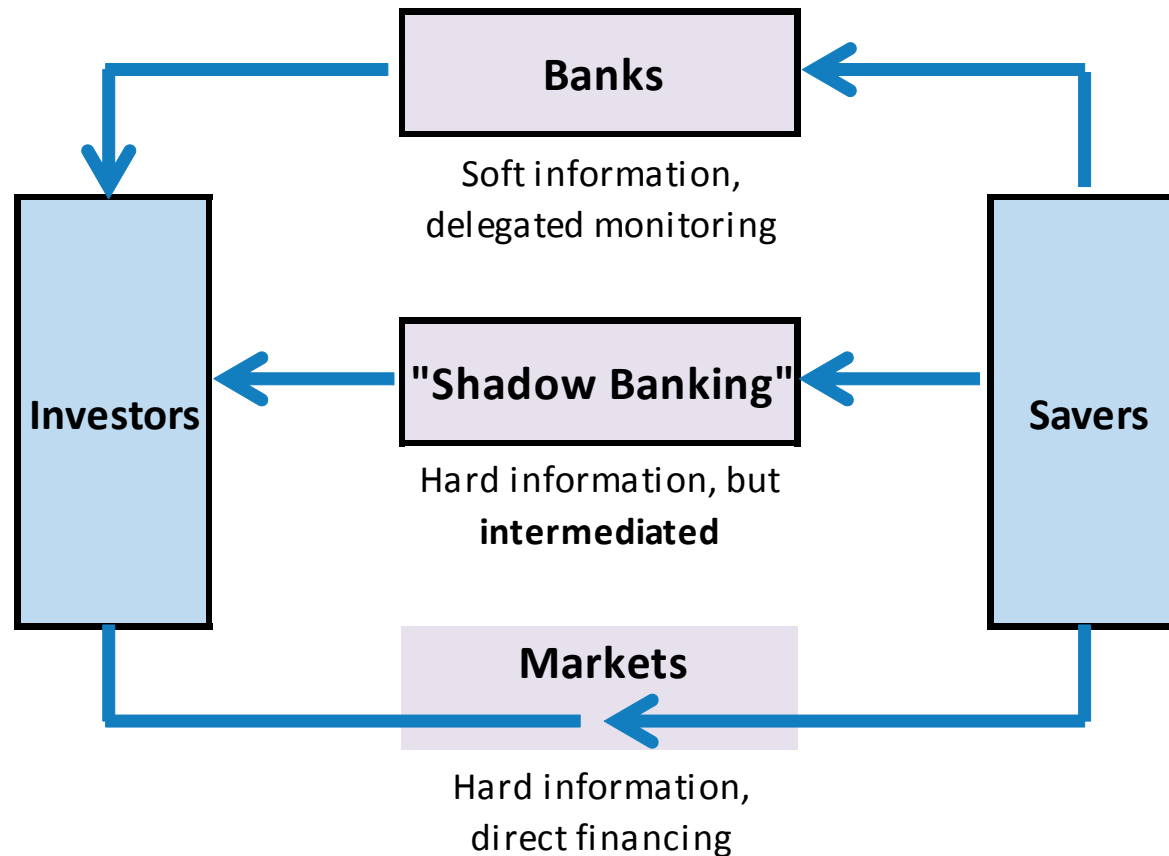 Banks
Soft information,
delegated monitoring
Investors
"Shadow Banking"
Savers
Hard information, but
intermediated
Markets
Hard information,
direct financing